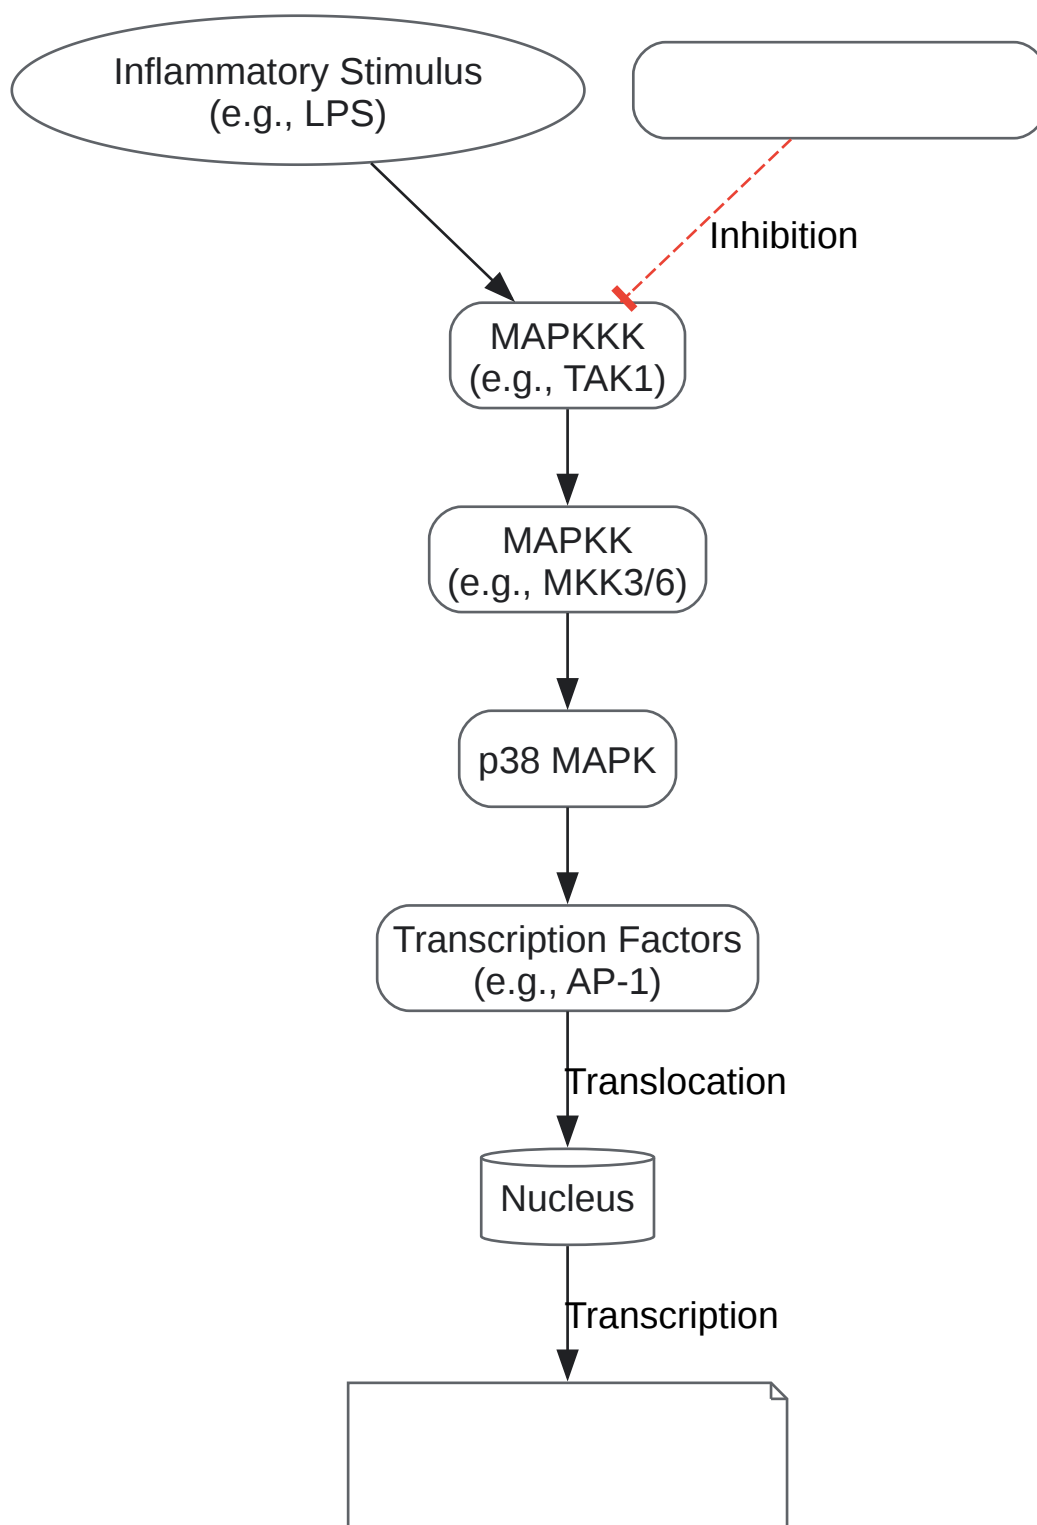 Inflammatory Stimulus
(e.g., LPS)
Inhibition
MAPKKK
(e.g., TAK1)
MAPKK
(e.g., MKK3/6)
p38 MAPK
Transcription Factors
(e.g., AP-1)
Translocation
Nucleus
Transcription